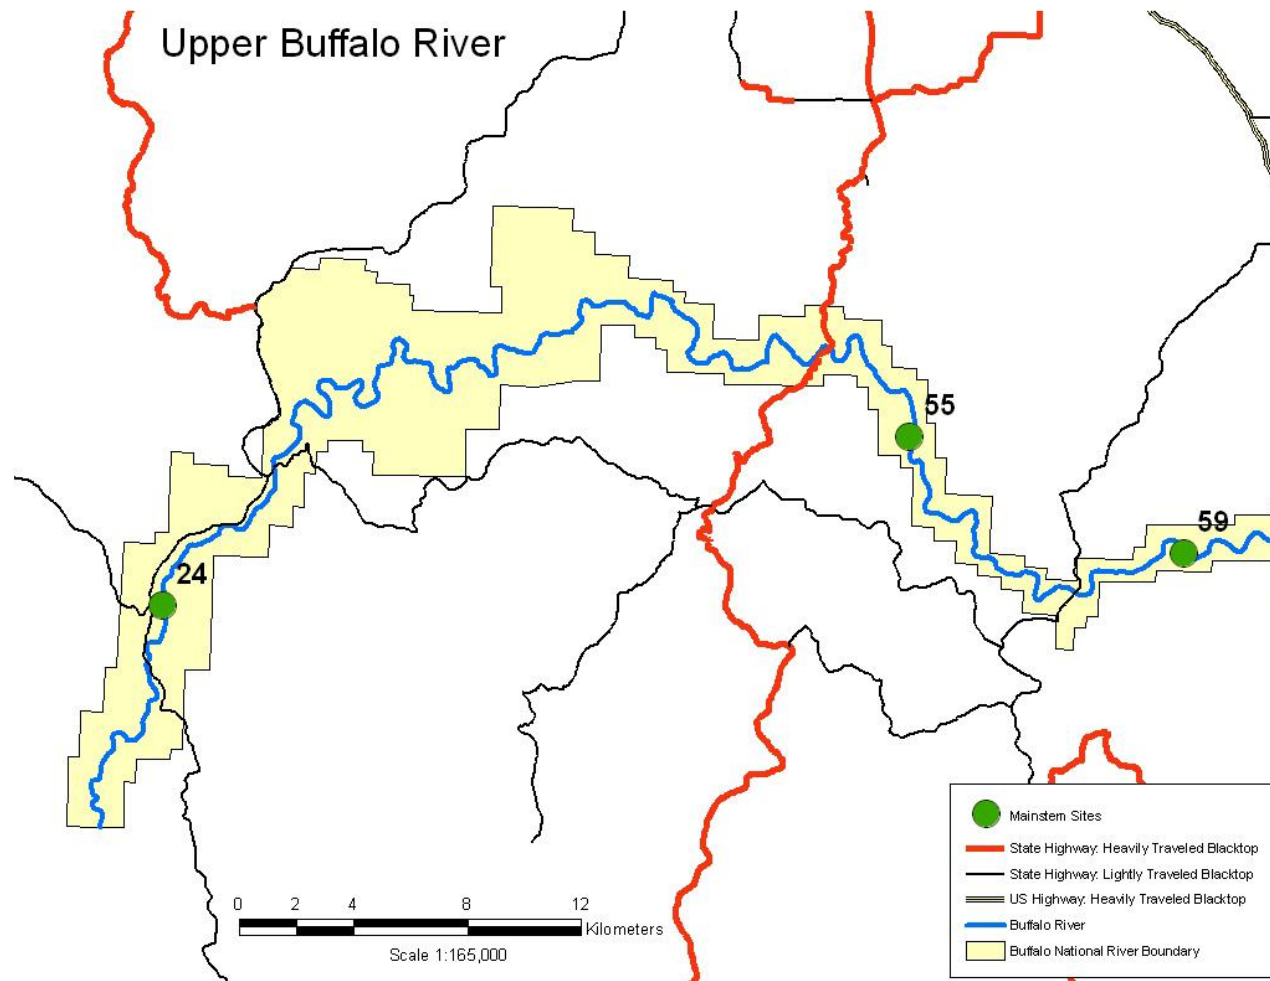 Upper Buffalo River
55
59
24
0 2 4 8 12
Kilometers
Scale 1:165,000
Mainstem Sites
State Highway: Heavily Traveled Blacktop
State Highway: Lightly Traveled Blacktop
US Highway: Heavily Traveled Blacktop
Buffalo River
Buffalo National River Boundary